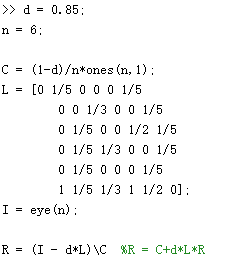 >> d = 0.85;
n = 6;
C = (1-d)/n*ones(n,1);
L = [0 1/5 0 0 0 1/5
0 0 1/3 0 0 1/5
0 1/5 0 0 1/2 1/5
0 1/5 1/3 0 0 1/5
0 1/5 0 0 0 1/5
1 1/5 1/3 1 1/2 0];
I = eye(n);
R = (I - d*L)\C %R = C+d*L*R